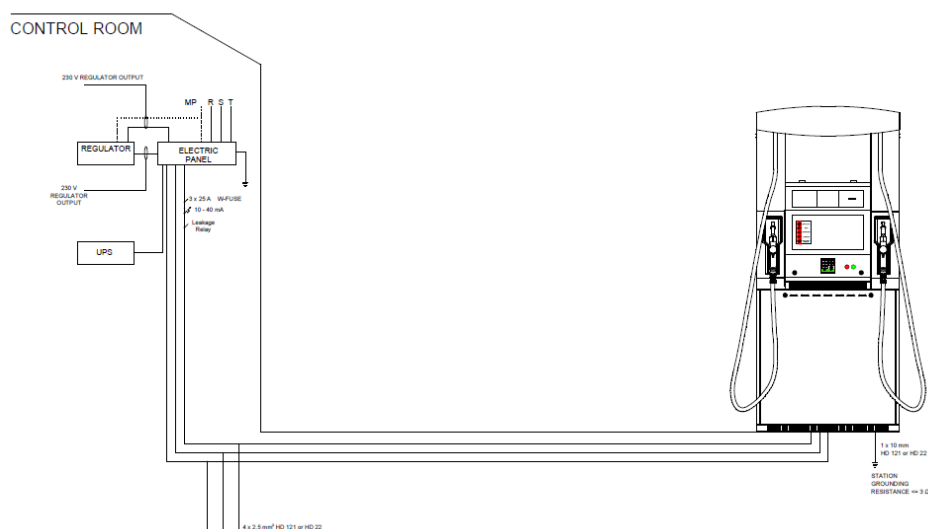 CONTROL ROOM
230 V REGULATOR OUTPUT
MP R S T
REGULATOR
ELECTRIC
PANEL
230 V
REGULATOR
OUTPUT
3 x 25 A W-FUSE
10 - 40 mA
Leakage
Relay
UPS
1 x 10 mm
HD 121 or HD 22
STATION
GROUNDING
RESISTANCE <= 3 Ω
4 x 2.5 mm² HD 121 or HD 22